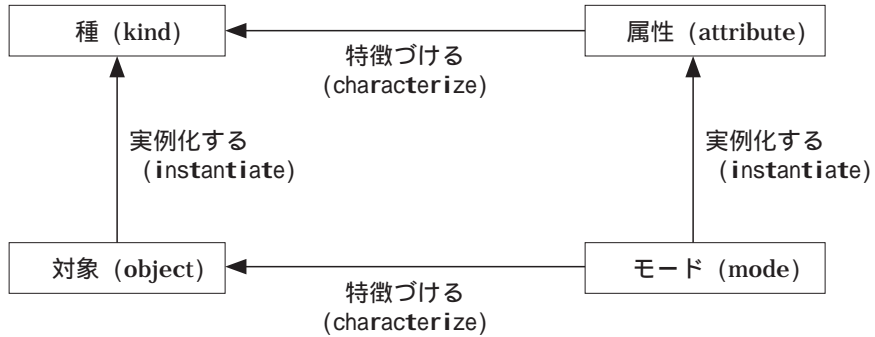 種 (kind)
属性 (attribute)
特徴づける
(characterize)
実例化する
(instantiate)
実例化する
(instantiate)
対象 (object)
モード (mode)
特徴づける
(characterize)